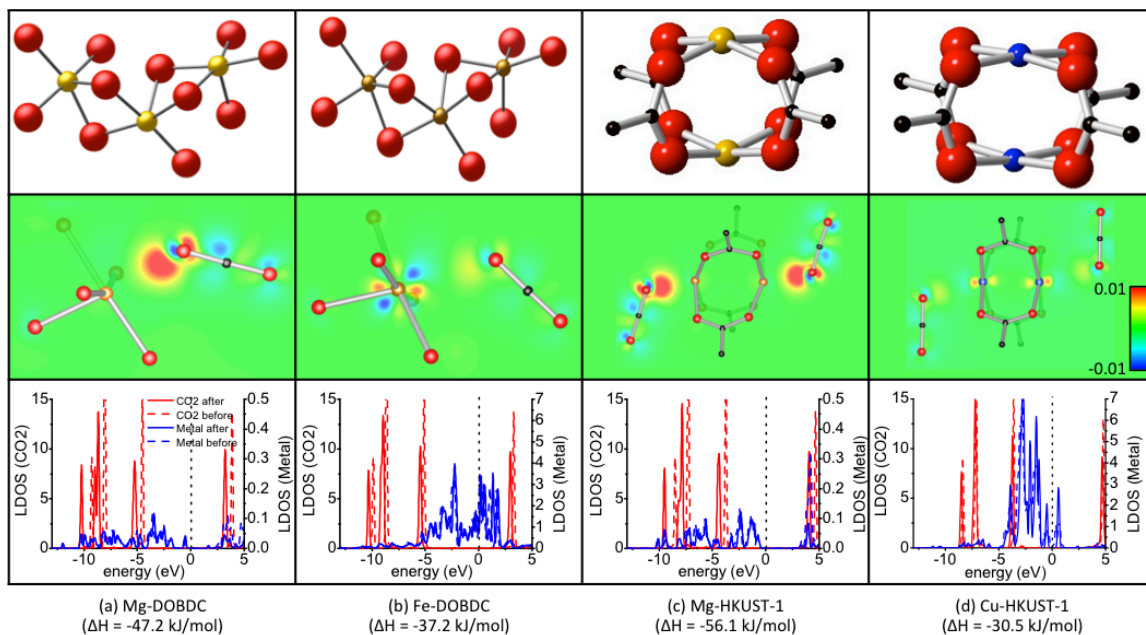 0.01
-0.01
15
10
5
0
LDOS (CO2)
CO2 after
CO2 before
Metal after
Metal before
0.5
0.4
0.3
0.2
0.1
0.0
LDOS (Metal)
-10 -5 0 5
energy (eV)
15
10
5
0
LDOS (CO2)
7
6
5
4
3
2
1
0
LDOS (Metal)
-10 -5 0 5
energy (eV)
15
10
5
0
LDOS (CO2)
0.5
0.4
0.3
0.2
0.1
0.0
LDOS (Metal)
-10 -5 0 5
energy (eV)
15
10
5
0
LDOS (CO2)
7
6
5
4
3
2
1
0
LDOS (Metal)
-10 -5 0 5
energy (eV)
(a) Mg-DOBDC
(ΔH = -47.2 kJ/mol)
(b) Fe-DOBDC
(ΔH = -37.2 kJ/mol)
(c) Mg-HKUST-1
(ΔH = -56.1 kJ/mol)
(d) Cu-HKUST-1
(ΔH = -30.5 kJ/mol)